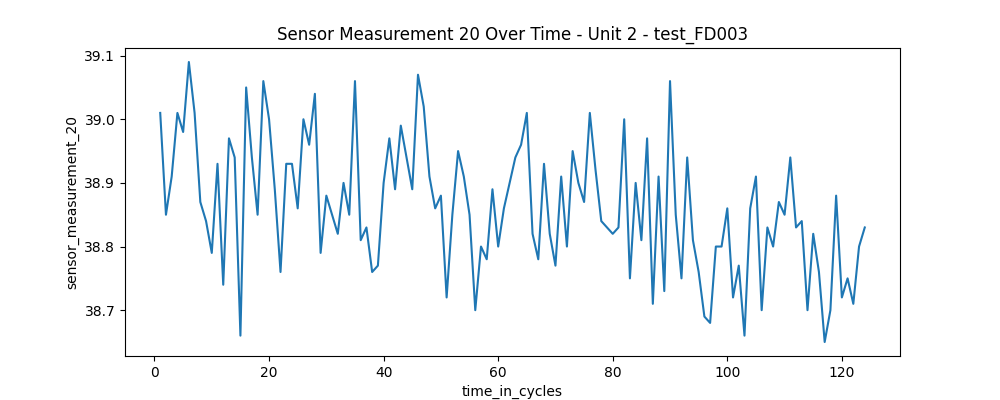 Sensor Measurement 20 Over Time - Unit 2 - test_FD003
39.1
39.0
38.9
38.8
38.7
sensor_measurement_20
0 20 40 60 80 100 120
time_in_cycles